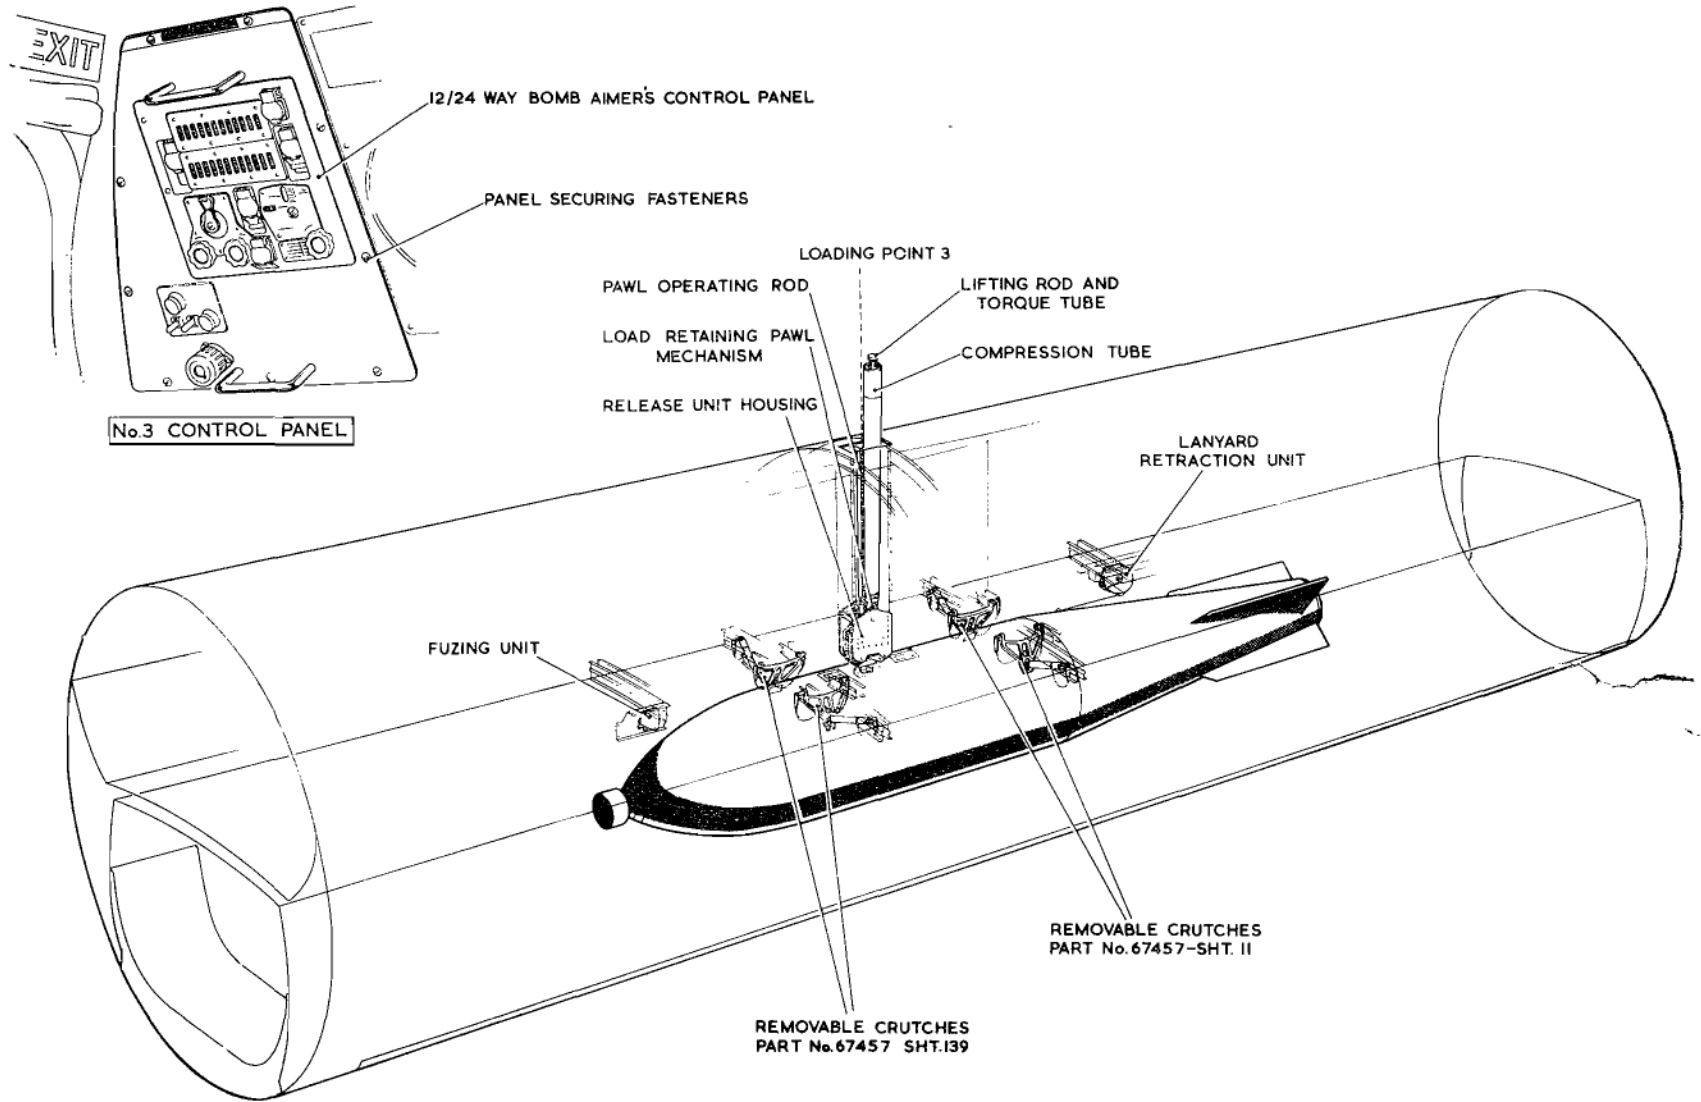 EXIT
12/24 WAY BOMB AIMER'S CONTROL PANEL
PANEL SECURING FASTENERS
No.3 CONTROL PANEL
LOADING POINT 3
PAWL OPERATING ROD
LIFTING ROD AND
TORQUE TUBE
LOAD RETAINING PAWL
MECHANISM
COMPRESSION TUBE
RELEASE UNIT HOUSING
LANYARD
RETRACTION UNIT
FUZING UNIT
REMOVABLE CRUTCHES
PART No.67457-SHT. 11
REMOVABLE CRUTCHES
PART No.67457 SHT.139